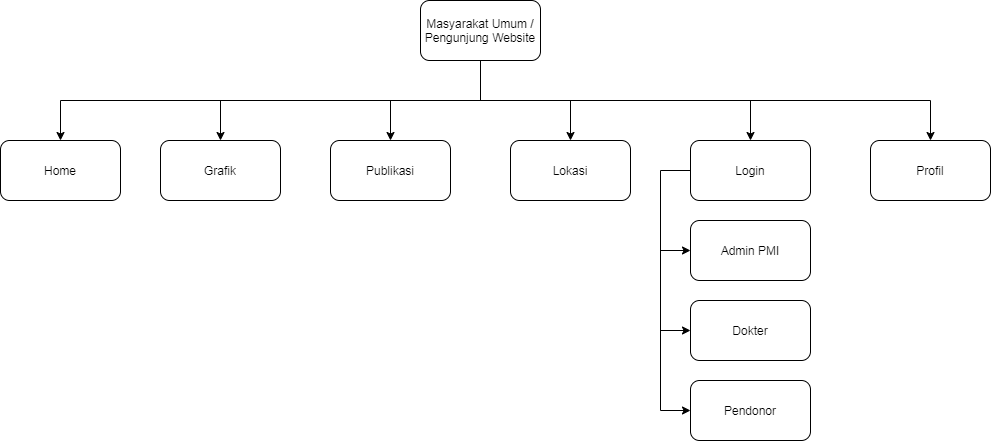 Masyarakat Umum /
Pengunjung Website
Home
Grafik
Publikasi
Lokasi
Login
Profil
Admin PMI
Dokter
Pendonor